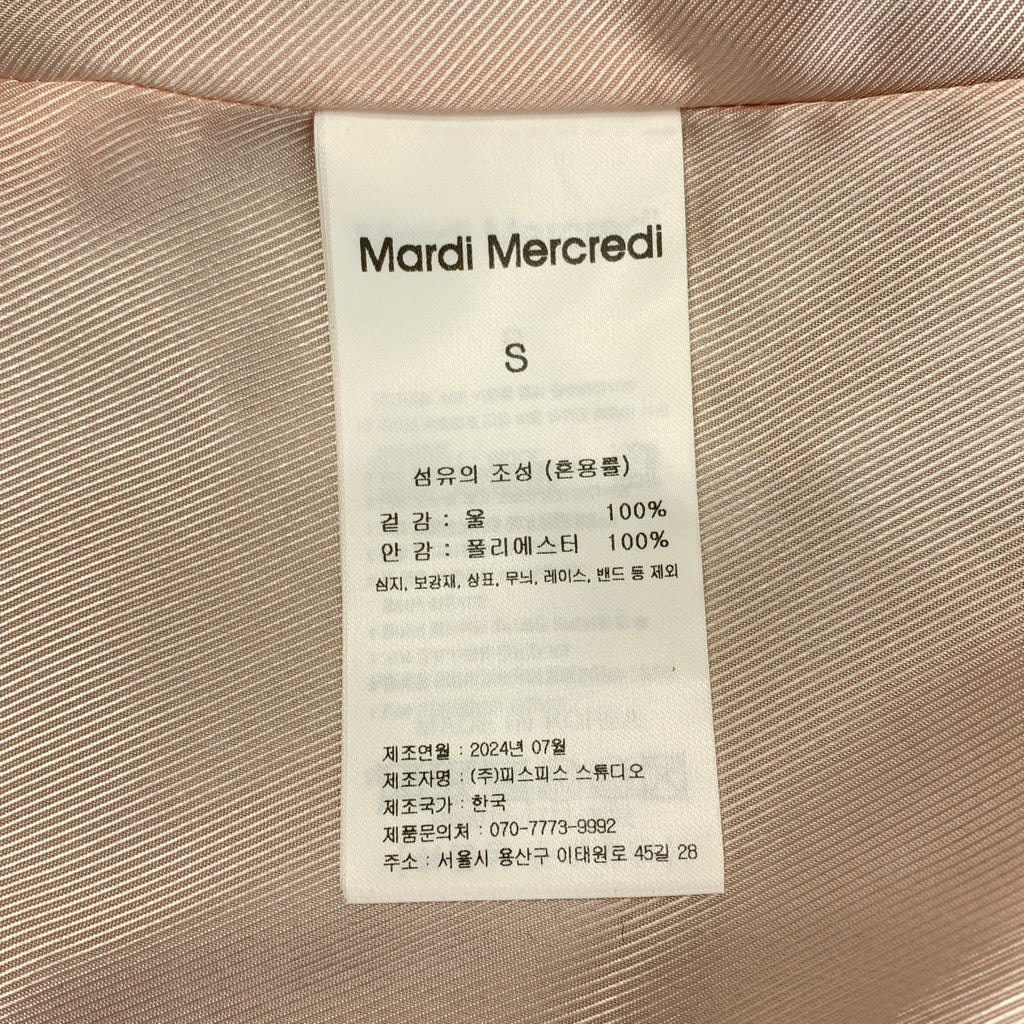 Mardi Mercredi
S
섬유의 조성 (혼용률)
겉 감 : 울 100%
안 감 : 폴리에스터 100%
심지, 보강재, 상표, 무늬, 레이스, 밴드 등 제외
제조연월 : 2024년 07월
제조자명 : (주)피스피스 스튜디오
제조국가 : 한국
제품문의처 : 070-7773-9992
주소 : 서울시 용산구 이태원로 45길 28